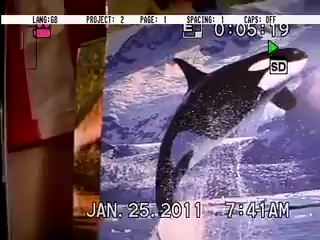 LANG:GB PROJECT: 2 PAGE: 1 SPACING: 1 CAPS: OFF
0:05:19
SD
JAN. 25. 2011 7:41AM